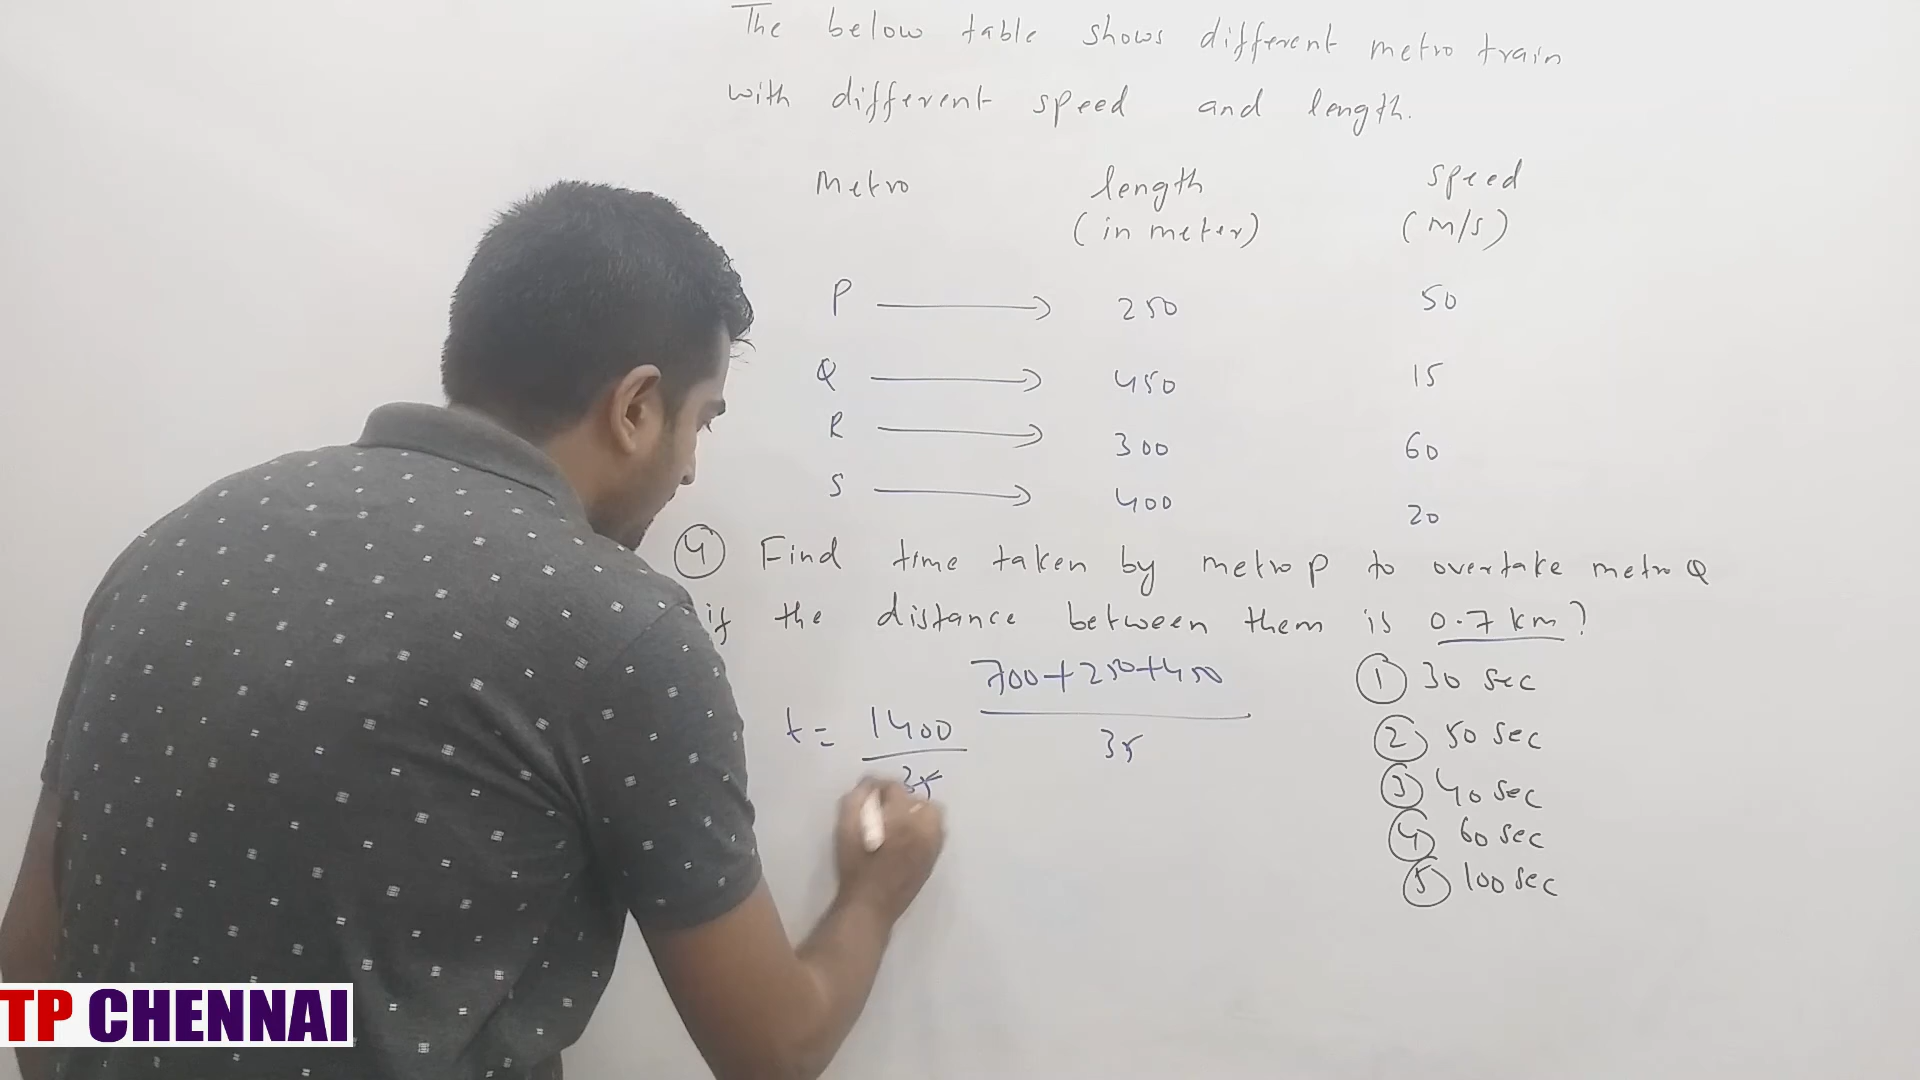 The below table shows different metro train
with different speed and length.
Metro length speed
(in meter) (m/s)
P 250 50
Q 450 15
R 300 60
S 400 20
4 Find time taken by metro P to overtake metro Q
if the distance between them is 0.7 km?
700+250+450
35
t = 1400
35
1 30 sec
2 50 sec
3 40 sec
4 60 sec
5 100 sec
TP CHENNAI